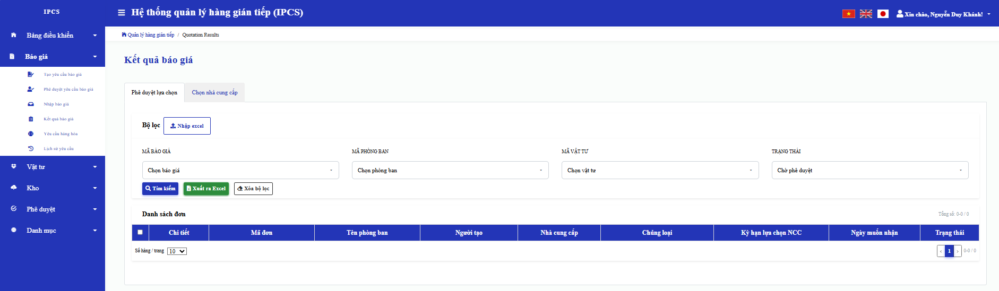 IPCS
Hệ thống quản lý hàng gián tiếp (IPCS)
Xin chào, Nguyễn Duy Khánh!
Bảng điều khiển
Báo giá
Tạo yêu cầu báo giá
Phê duyệt yêu cầu báo giá
Nhập báo giá
Kết quả báo giá
Yêu cầu hàng hóa
Lịch sử yêu cầu
Vật tư
Kho
Phê duyệt
Danh mục
Quản lý hàng gián tiếp / Quotation Results
Kết quả báo giá
Phê duyệt lựa chọn
Chọn nhà cung cấp
Bộ lọc
Nhập excel
MÃ BÁO GIÁ
MÃ PHÒNG BAN
MÃ VẬT TƯ
TRẠNG THÁI
Chọn báo giá
Chọn phòng ban
Chọn vật tư
Chờ phê duyệt
Tìm kiếm
Xuất ra Excel
Xóa bộ lọc
Danh sách đơn
Tổng số: 0-0 / 0
Chi tiết
Mã đơn
Tên phòng ban
Người tạo
Nhà cung cấp
Chủng loại
Kỳ hạn lựa chọn NCC
Ngày muốn nhận
Trạng thái
Số hàng / trang 10
‹ 1 › 0-0 / 0